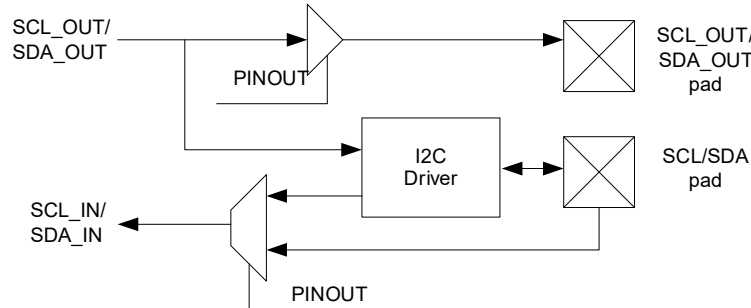 SCL_OUT/
SDA_OUT
PINOUT
SCL_OUT/
SDA_OUT
pad
I2C
Driver
SCL/SDA
pad
SCL_IN/
SDA_IN
PINOUT